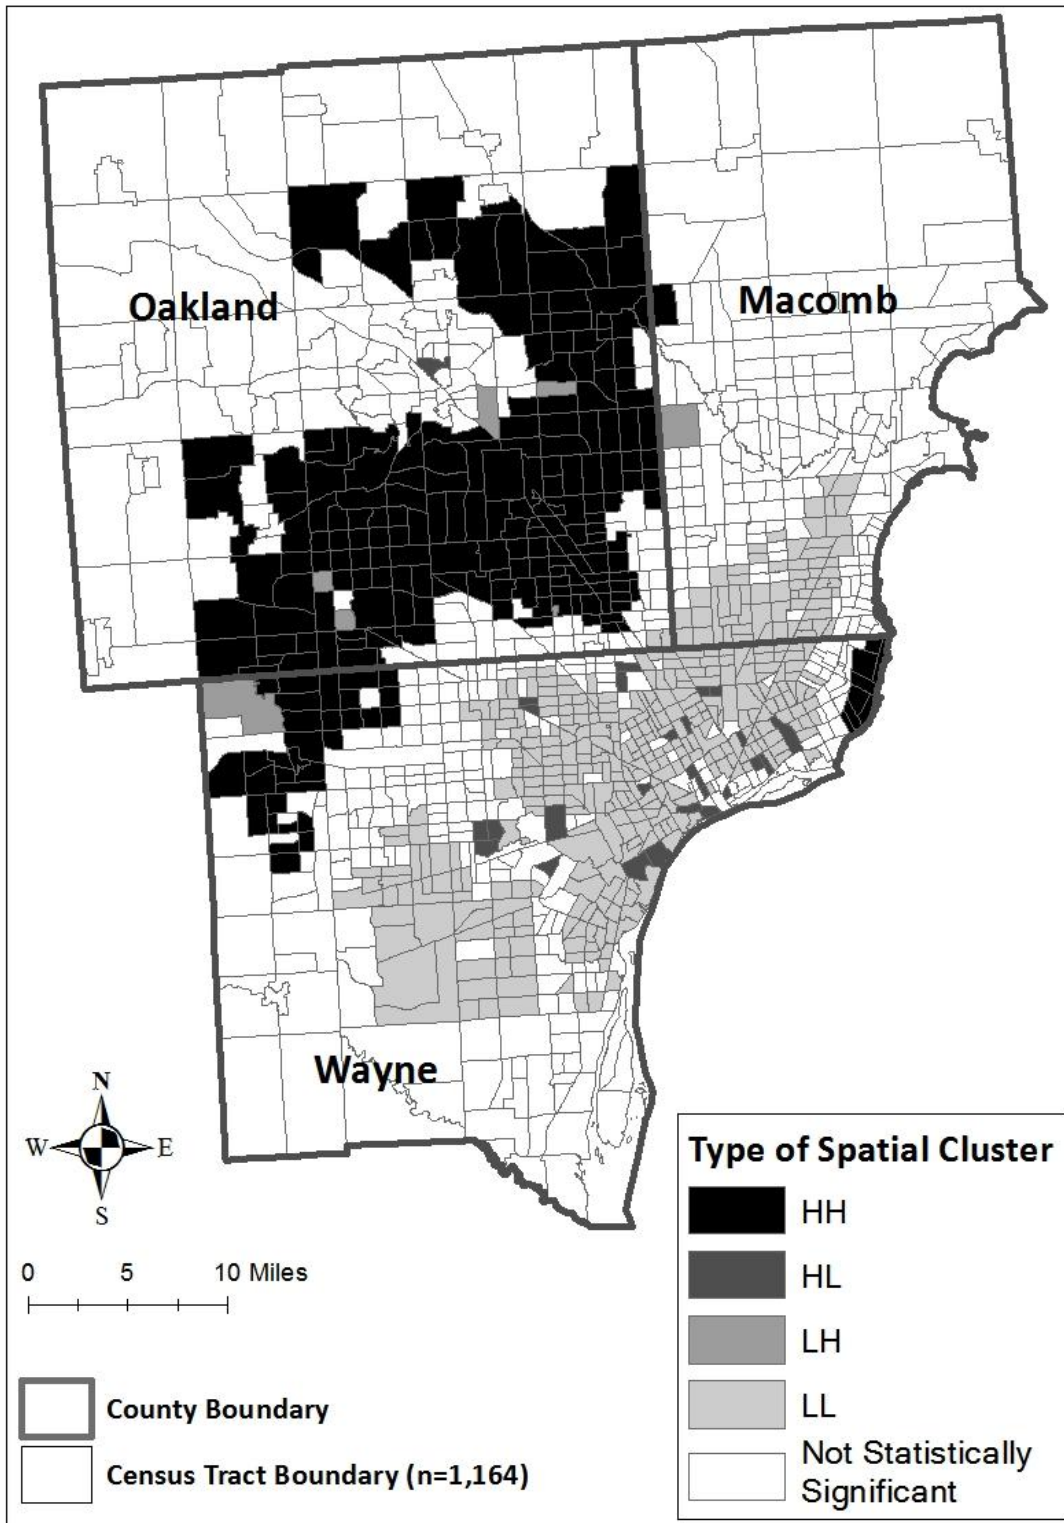 Oakland
Macomb
Wayne
N
W
E
S
0 5 10 Miles
County Boundary
Census Tract Boundary (n=1,164)
Type of Spatial Cluster
HH
HL
LH
LL
Not Statistically
Significant